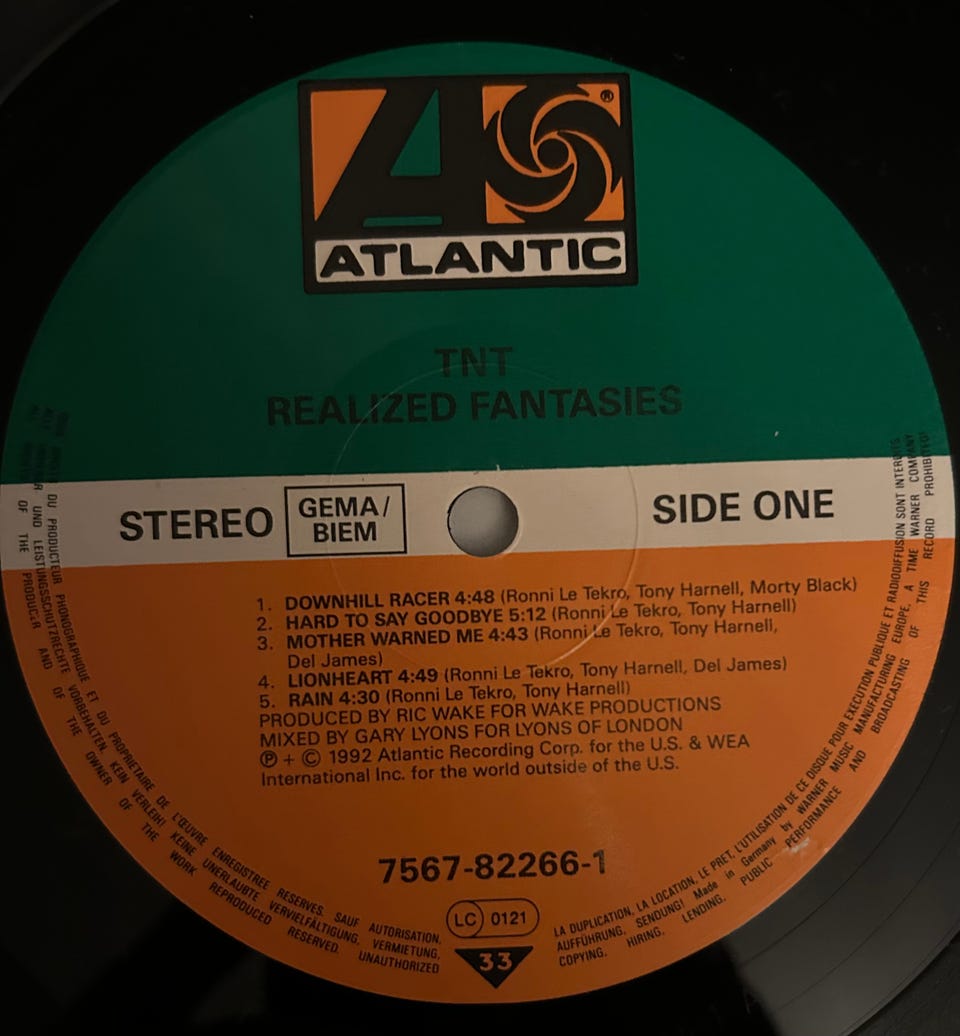 ®
ATLANTIC
TNT
REALIZED FANTASIES
STEREO
GEMA/
BIEM
SIDE ONE
1. DOWNHILL RACER 4:48 (Ronni Le Tekro, Tony Harnell, Morty Black)
2. HARD TO SAY GOODBYE 5:12 (Ronni Le Tekro, Tony Harnell)
3. MOTHER WARNED ME 4:43 (Ronni Le Tekro, Tony Harnell,
Del James)
4. LIONHEART 4:49 (Ronni Le Tekro, Tony Harnell, Del James)
5. RAIN 4:30 (Ronni Le Tekro, Tony Harnell)
PRODUCED BY RIC WAKE FOR WAKE PRODUCTIONS
MIXED BY GARY LYONS FOR LYONS OF LONDON
℗ + © 1992 Atlantic Recording Corp. for the U.S. & WEA
International Inc. for the world outside of the U.S.
7567-82266-1
LC 0121
33
DU PRODUCTEUR PHONOGRAPHIQUE ET DU PROPRIETAIRE DE L'ŒUVRE ENREGISTREE RESERVES. SAUF AUTORISATION,
UND LEISTUNGSSCHUTZRECHTE VORBEHALTEN. KEIN VERLEIH! KEINE UNERLAUBTE VERVIELFÄLTIGUNG, VERMIETUNG,
OF THE PRODUCER AND OF THE OWNER OF THE WORK REPRODUCED RESERVED. UNAUTHORIZED
LA DUPLICATION, LA LOCATION, LE PRET, L'UTILISATION DE CE DISQUE POUR EXECUTION PUBLIQUE ET RADIODIFFUSION SONT INTERDITS.
AUFFÜHRUNG, SENDUNG! Made in Germany by WARNER MUSIC MANUFACTURING EUROPE, A TIME WARNER COMPANY
COPYING. HIRING. LENDING. PUBLIC PERFORMANCE AND BROADCASTING OF THIS RECORD PROHIBITED!